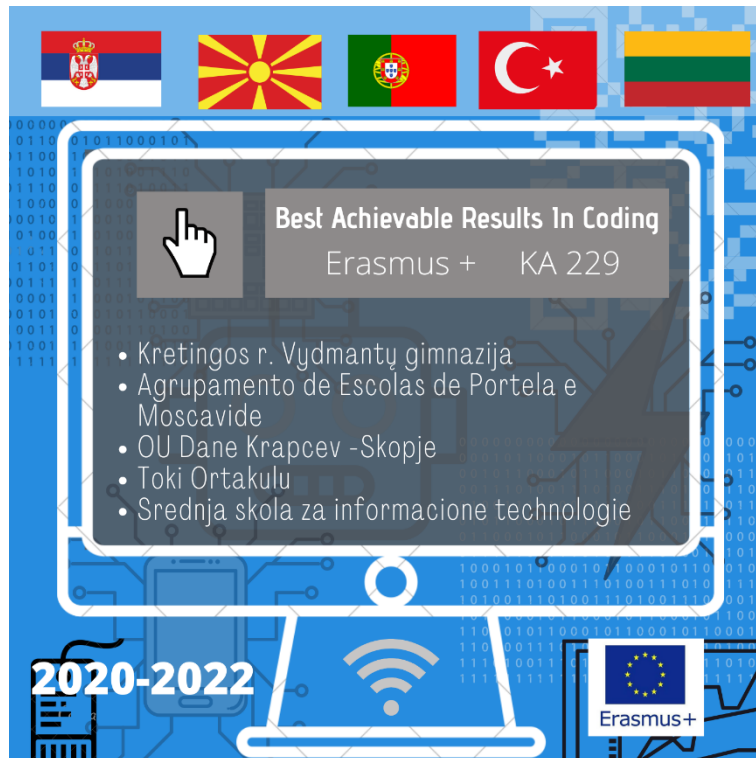 Best Achievable Results In Coding
Erasmus + KA 229
• Kretingos r. Vydmantų gimnazija
• Agrupamento de Escolas de Portela e
Moscavide
• OU Dane Krapcev -Skopje
• Toki Ortakulu
• Srednja skola za informacione technologie
2020-2022
Erasmus+